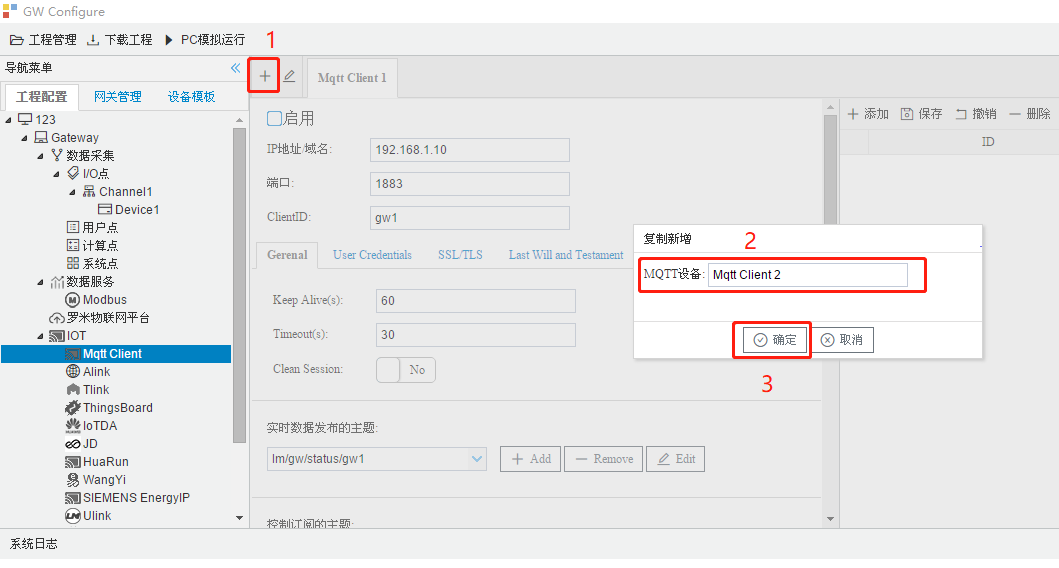 GW Configure
工程管理 下载工程 PC模拟运行 1
导航菜单
工程配置 网关管理 设备模板
Mqtt Client 1
123
Gateway
数据采集
I/O点
Channel1
Device1
用户点
计算点
系统点
数据服务
Modbus
罗米物联网平台
IOT
Mqtt Client
Alink
Tlink
ThingsBoard
IoTDA
JD
HuaRun
WangYi
SIEMENS EnergyIP
Ulink
启用
IP地址/域名: 192.168.1.10
端口: 1883
ClientID: gw1
Gerenal User Credentials SSL/TLS Last Will and Testament
Keep Alive(s): 60
Timeout(s): 30
Clean Session: No
实时数据发布的主题:
lm/gw/status/gw1 Add Remove Edit
控制订阅的主题:
添加 保存 撤销 删除
ID
复制新增 2
MQTT设备: Mqtt Client 2
确定 取消
3
系统日志